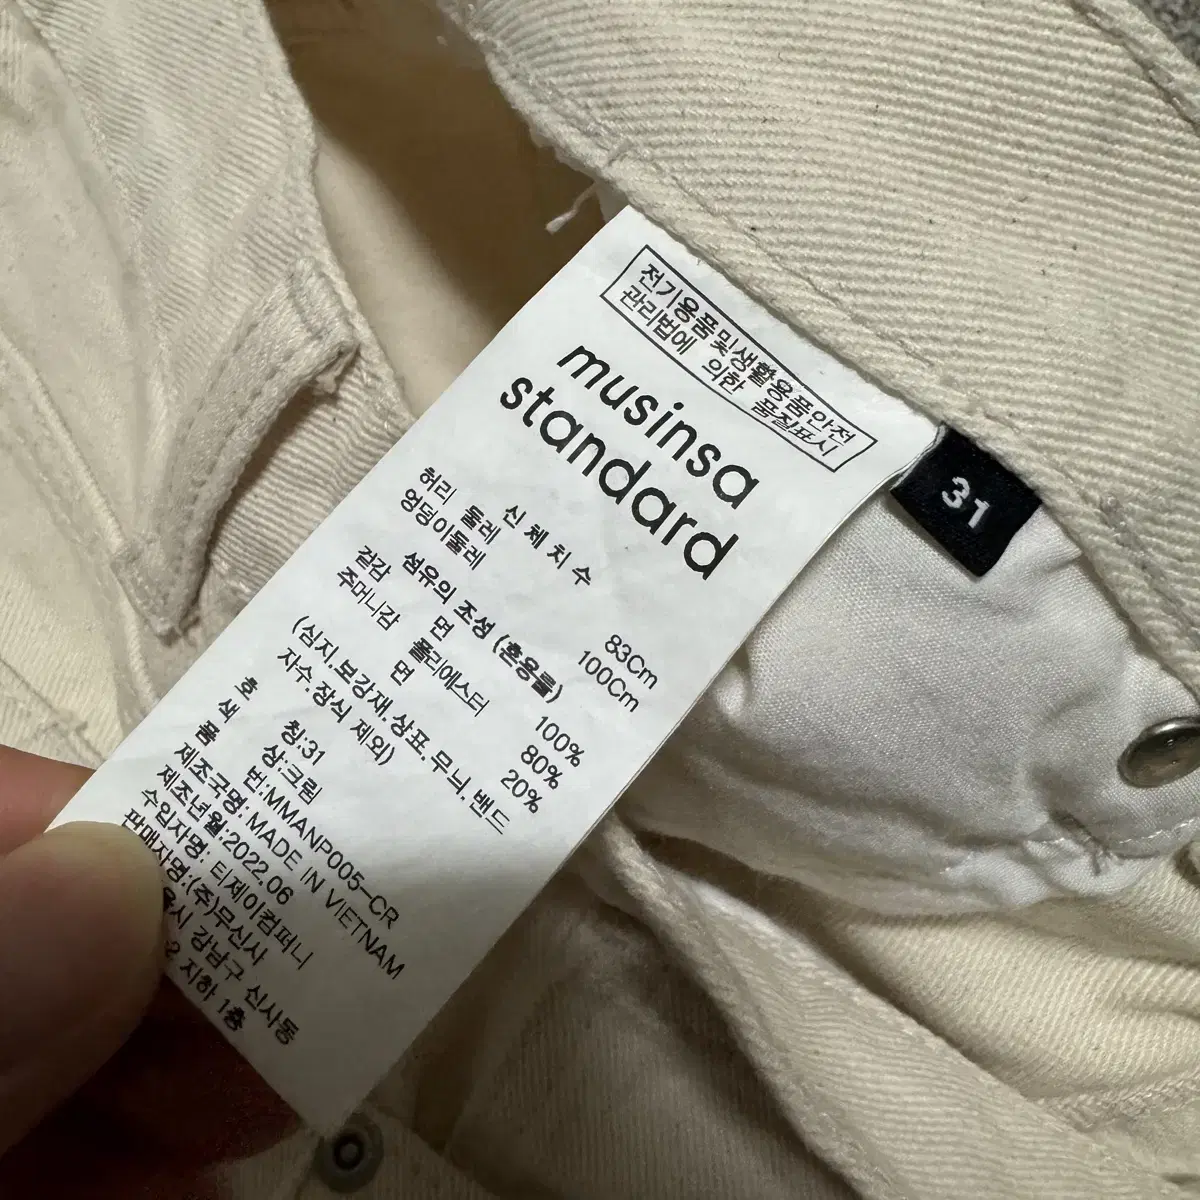 전기용품및생활용품안전
관리법에 의한 품질표시
musinsa
standard
31
신 체 치 수
허리 둘레 83Cm
엉덩이둘레 100Cm
섬유의 조성 (혼용률)
겉감 면 100%
주머니감 폴리에스터 80%
면 20%
(심지.보강재.상표.무늬.밴드
자수.장식 제외)
호 칭:31
색 상:크림
품 번:MMANP005-CR
제조국명: MADE IN VIETNAM
제조년월:2022.06
수입자명: 티제이컴퍼니
판매자명:(주)무신사
울시 강남구 신사동
2 지하 1층